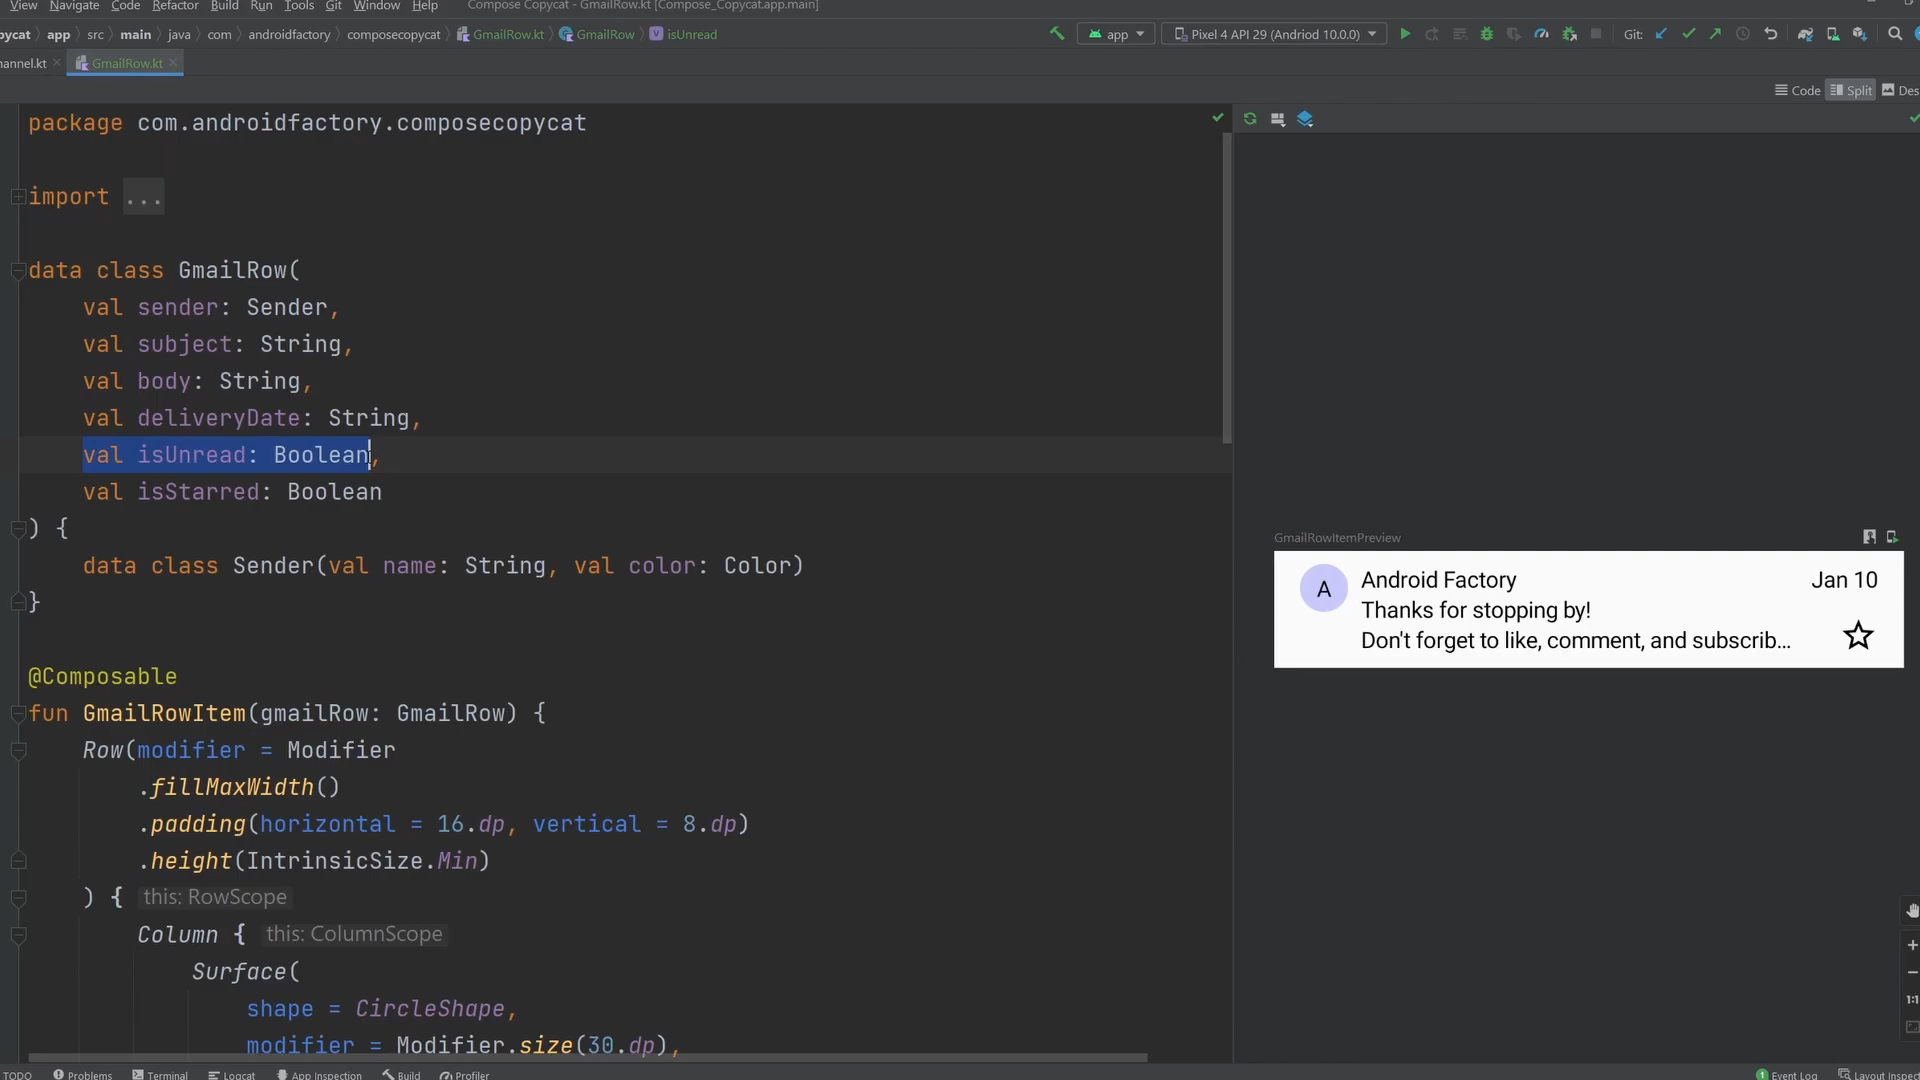 View Navigate Code Refactor Build Run Tools Git Window Help Compose Copycat - GmailRow.kt [Compose_Copycat.app.main]
pycat app src main java com androidfactory composecopycat GmailRow.kt GmailRow isUnread app Pixel 4 API 29 (Andriod 10.0.0) Git:
hannel.kt GmailRow.kt
Code Split Des
package com.androidfactory.composecopycat
import ...
data class GmailRow(
val sender: Sender,
val subject: String,
val body: String,
val deliveryDate: String,
val isUnread: Boolean,
val isStarred: Boolean
) {
data class Sender(val name: String, val color: Color)
}
@Composable
fun GmailRowItem(gmailRow: GmailRow) {
Row(modifier = Modifier
.fillMaxWidth()
.padding(horizontal = 16.dp, vertical = 8.dp)
.height(IntrinsicSize.Min)
) { this: RowScope
Column { this: ColumnScope
Surface(
shape = CircleShape,
modifier = Modifier.size(30.dp),
GmailRowItemPreview
A Android Factory Jan 10
Thanks for stopping by!
Don't forget to like, comment, and subscrib...
1:1
TODO Problems Terminal Logcat App Inspection Build Profiler 1 Event Log Layout Inspect